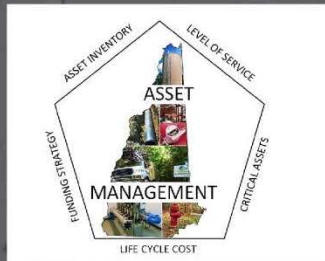 ASSET INVENTORY
LEVEL OF SERVICE
ASSET
MANAGEMENT
FUNDING STRATEGY
CRITICAL ASSETS
LIFE CYCLE COST